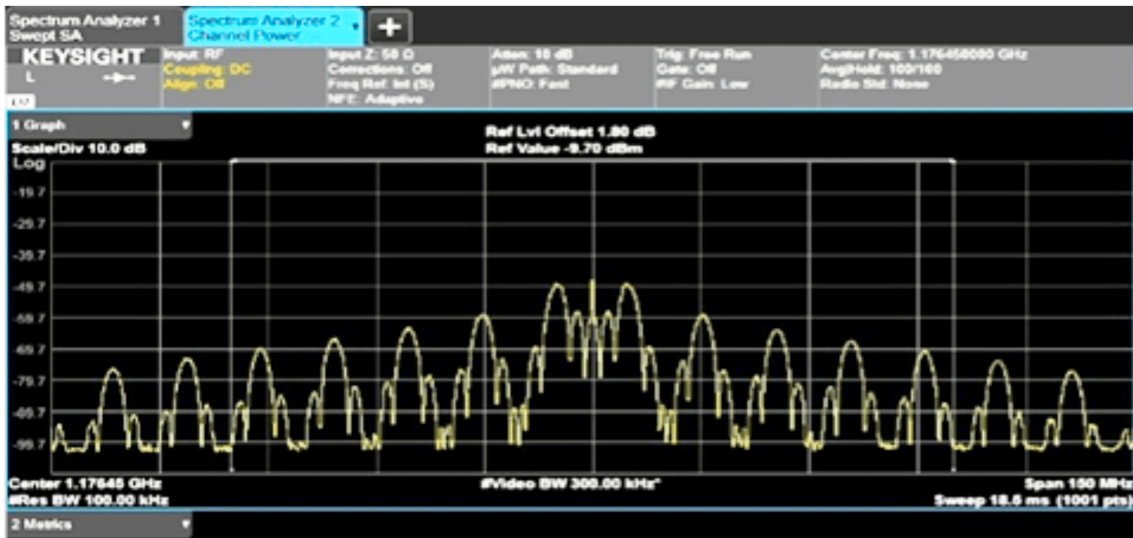 Spectrum Analyzer 1
Swept SA
Spectrum Analyzer 2
Channel Power
+
KEYSIGHT
L
Input: RF
Coupling: DC
Align: Off
Input Z: 50 Ω
Corrections: Off
Freq Ref: Int (S)
NFE: Adaptive
Atten: 10 dB
µW Path: Standard
#PNO: Fast
Trig: Free Run
Gate: Off
#IF Gain: Low
Center Freq: 1.176450000 GHz
Avg|Hold: 100/100
Radio Std: None
1 Graph
Scale/Div 10.0 dB
Ref Lvl Offset 1.80 dB
Ref Value -9.70 dBm
Log
-19.7
-29.7
-39.7
-49.7
-59.7
-69.7
-79.7
-89.7
-99.7
Center 1.17645 GHz
#Video BW 300.00 kHz*
Span 150 MHz
#Res BW 100.00 kHz
Sweep 18.5 ms (1001 pts)
2 Metrics